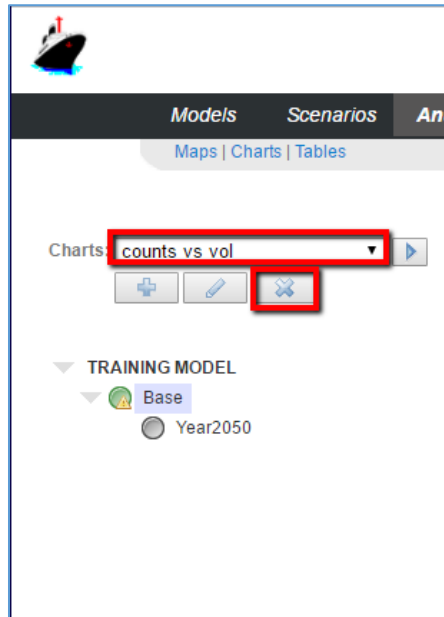 Models Scenarios An
Maps | Charts | Tables
Charts: counts vs vol
TRAINING MODEL
Base
Year2050